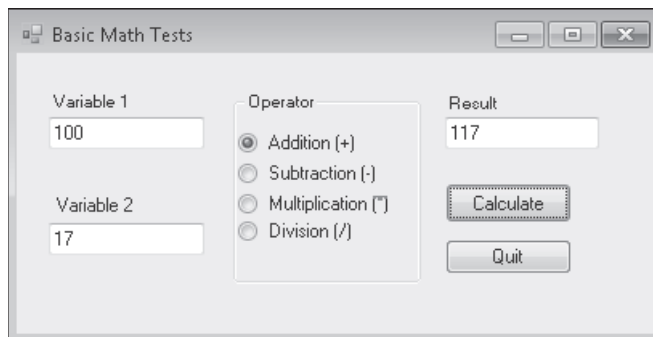 Basic Math Tests
Variable 1
100
Variable 2
17
Operator
Addition (+)
Subtraction (-)
Multiplication (*)
Division (/)
Result
117
Calculate
Quit